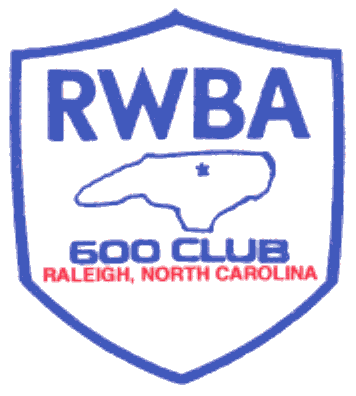 RWBA
600 CLUB
RALEIGH, NORTH CAROLINA